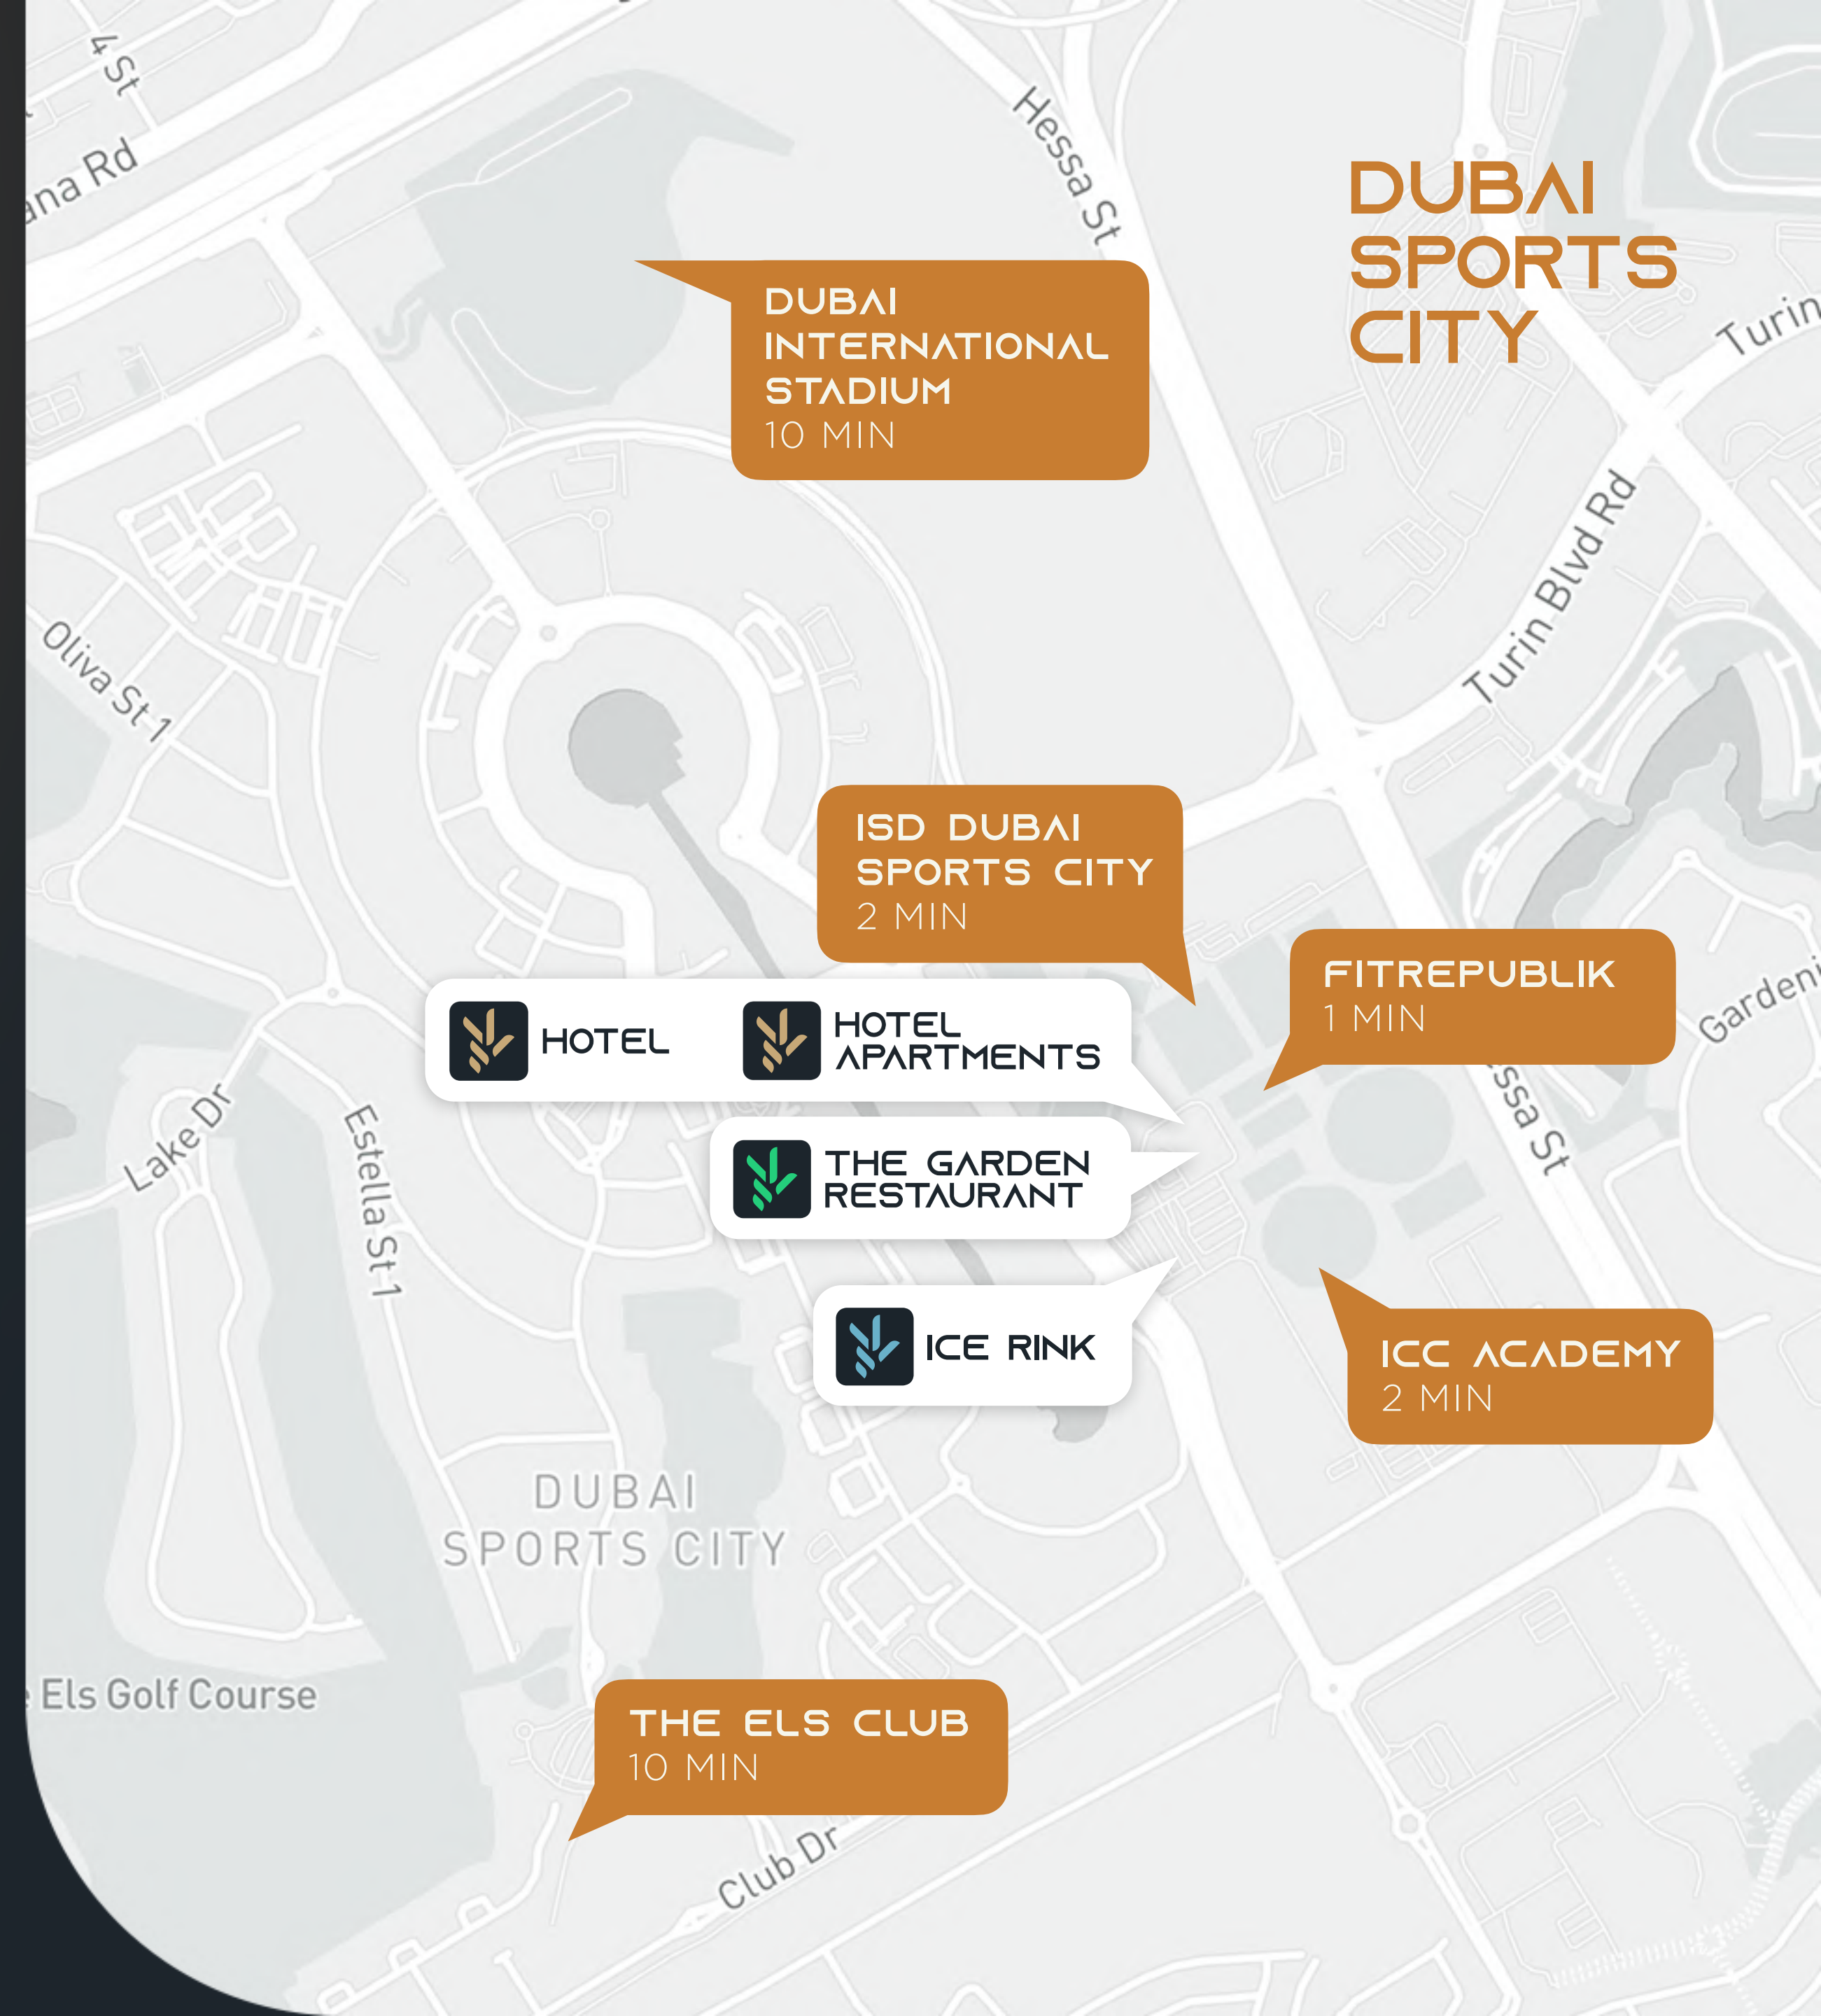 4 St
ana Rd
Hessa St
DUBAI
SPORTS
CITY
Turin
DUBAI
INTERNATIONAL
STADIUM
10 MIN
Turin Blvd Rd
Oliva St 1
ISD DUBAI
SPORTS CITY
2 MIN
FITREPUBLIK
1 MIN
Gardeni
HOTEL
HOTEL
APARTMENTS
ssa St
Lake Dr
Estella St 1
THE GARDEN
RESTAURANT
ICE RINK
ICC ACADEMY
2 MIN
DUBAI
SPORTS CITY
Els Golf Course
THE ELS CLUB
10 MIN
Club Dr